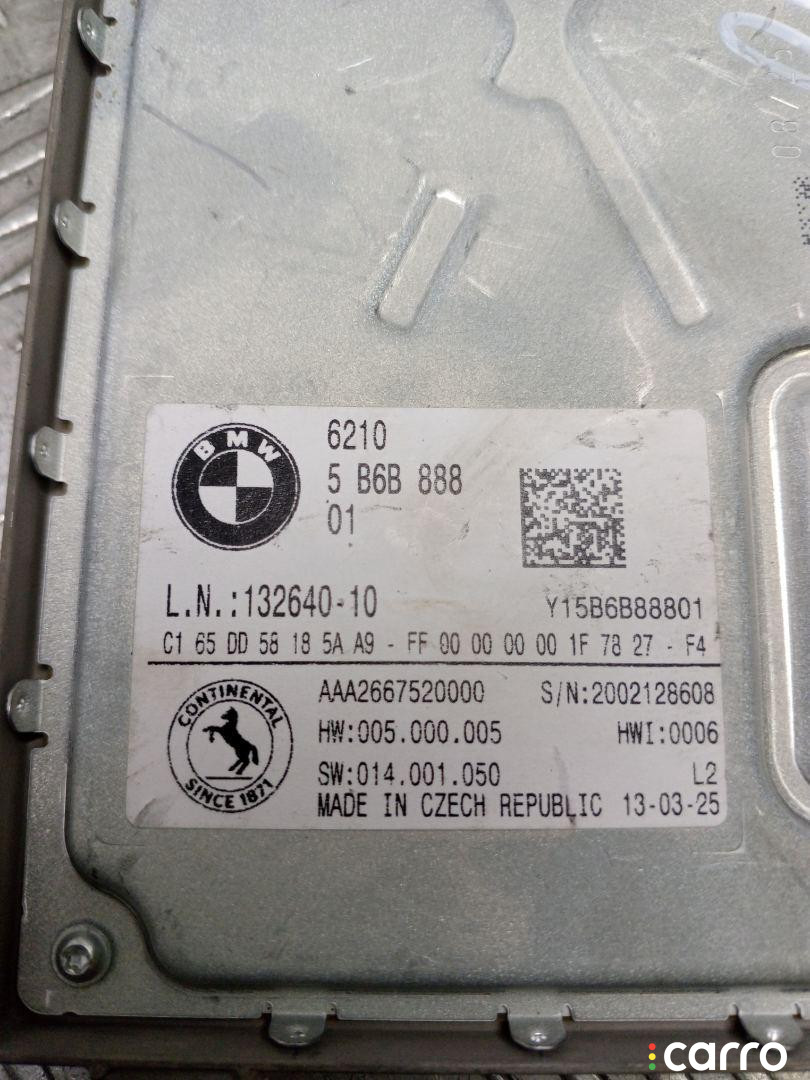 08/
BMW
6210
5 B6B 888
01
L.N.:132640-10
Y15B6B88801
C1 65 DD 58 18 5A A9 - FF 00 00 00 00 1F 78 27 - F4
CONTINENTAL
SINCE 1871
AAA2667520000 S/N:2002128608
HW:005.000.005 HWI:0006
SW:014.001.050 L2
MADE IN CZECH REPUBLIC 13-03-25
carro